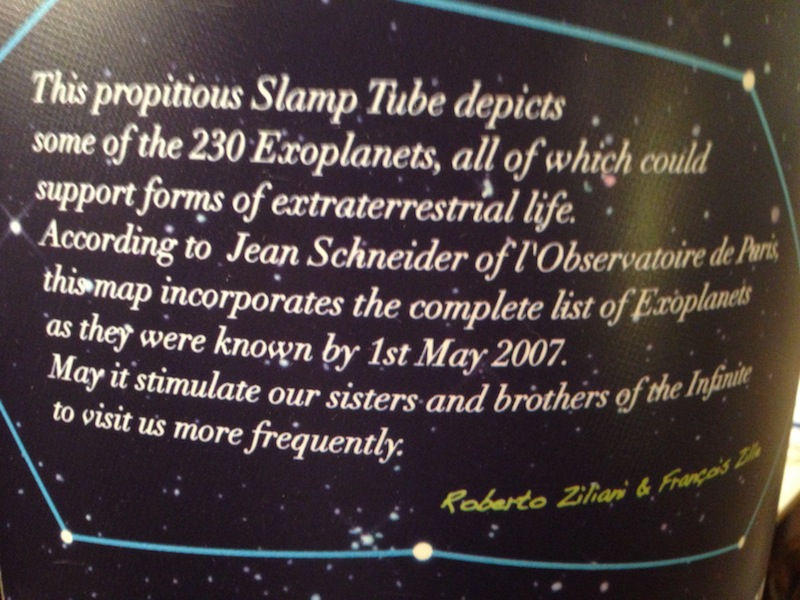 This propitious Slamp Tube depicts
some of the 230 Exoplanets, all of which could
support forms of extraterrestrial life.
According to Jean Schneider of l'Observatoire de Paris,
this map incorporates the complete list of Exoplanets
as they were known by 1st May 2007.
May it stimulate our sisters and brothers of the Infinite
to visit us more frequently.
Roberto Ziliani & François